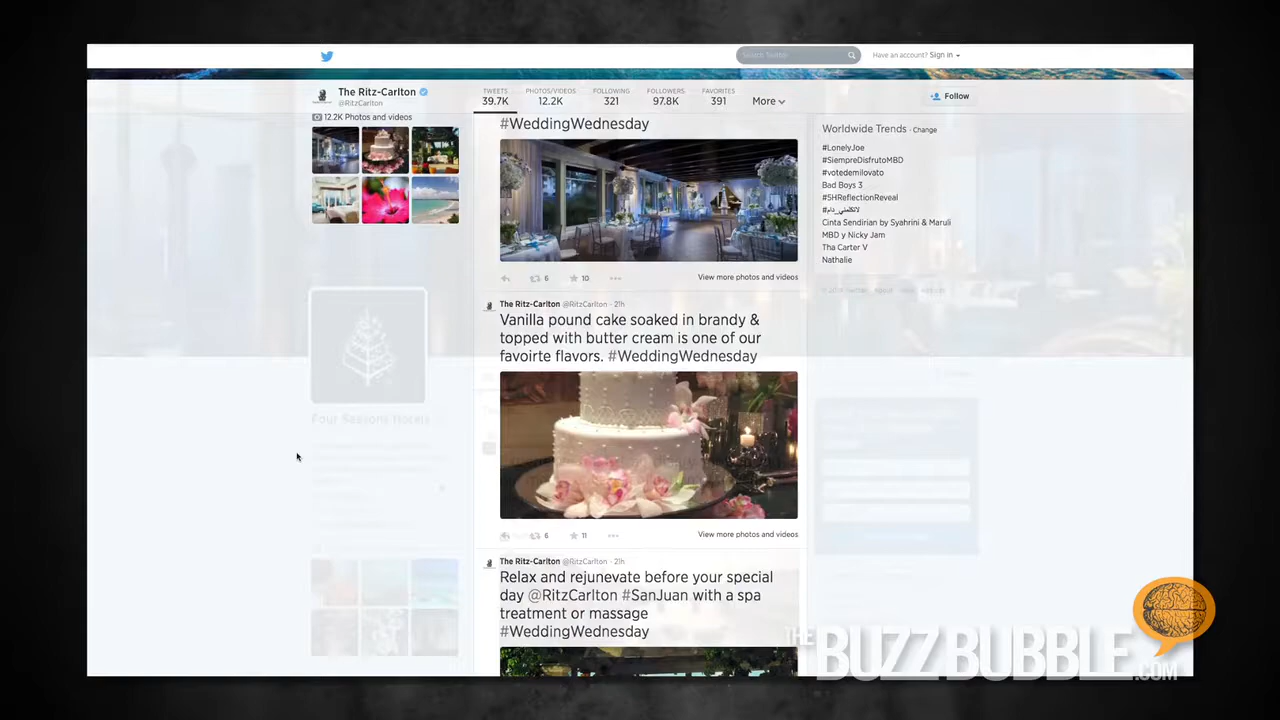 Search Twitter
Have an account? Sign in
The Ritz-Carlton
@RitzCarlton
TWEETS
39.7K
PHOTOS/VIDEOS
12.2K
FOLLOWING
321
FOLLOWERS
97.8K
FAVORITES
391
More
Follow
12.2K Photos and videos
#WeddingWednesday
6
10
View more photos and videos
The Ritz-Carlton @RitzCarlton · 21h
Vanilla pound cake soaked in brandy &
topped with butter cream is one of our
favoirte flavors. #WeddingWednesday
6
11
View more photos and videos
The Ritz-Carlton @RitzCarlton · 21h
Relax and rejunevate before your special
day @RitzCarlton #SanJuan with a spa
treatment or massage
#WeddingWednesday
Worldwide Trends · Change
#LonelyJoe
#SiempreDisfrutoMBD
#votedemilovato
Bad Boys 3
#5HReflectionReveal
Cinta Sendirian by Syahrini & Maruli
MBD y Nicky Jam
Tha Carter V
Nathalie
Four Seasons Hotels
THE
BUZZ BUBBLE
.COM